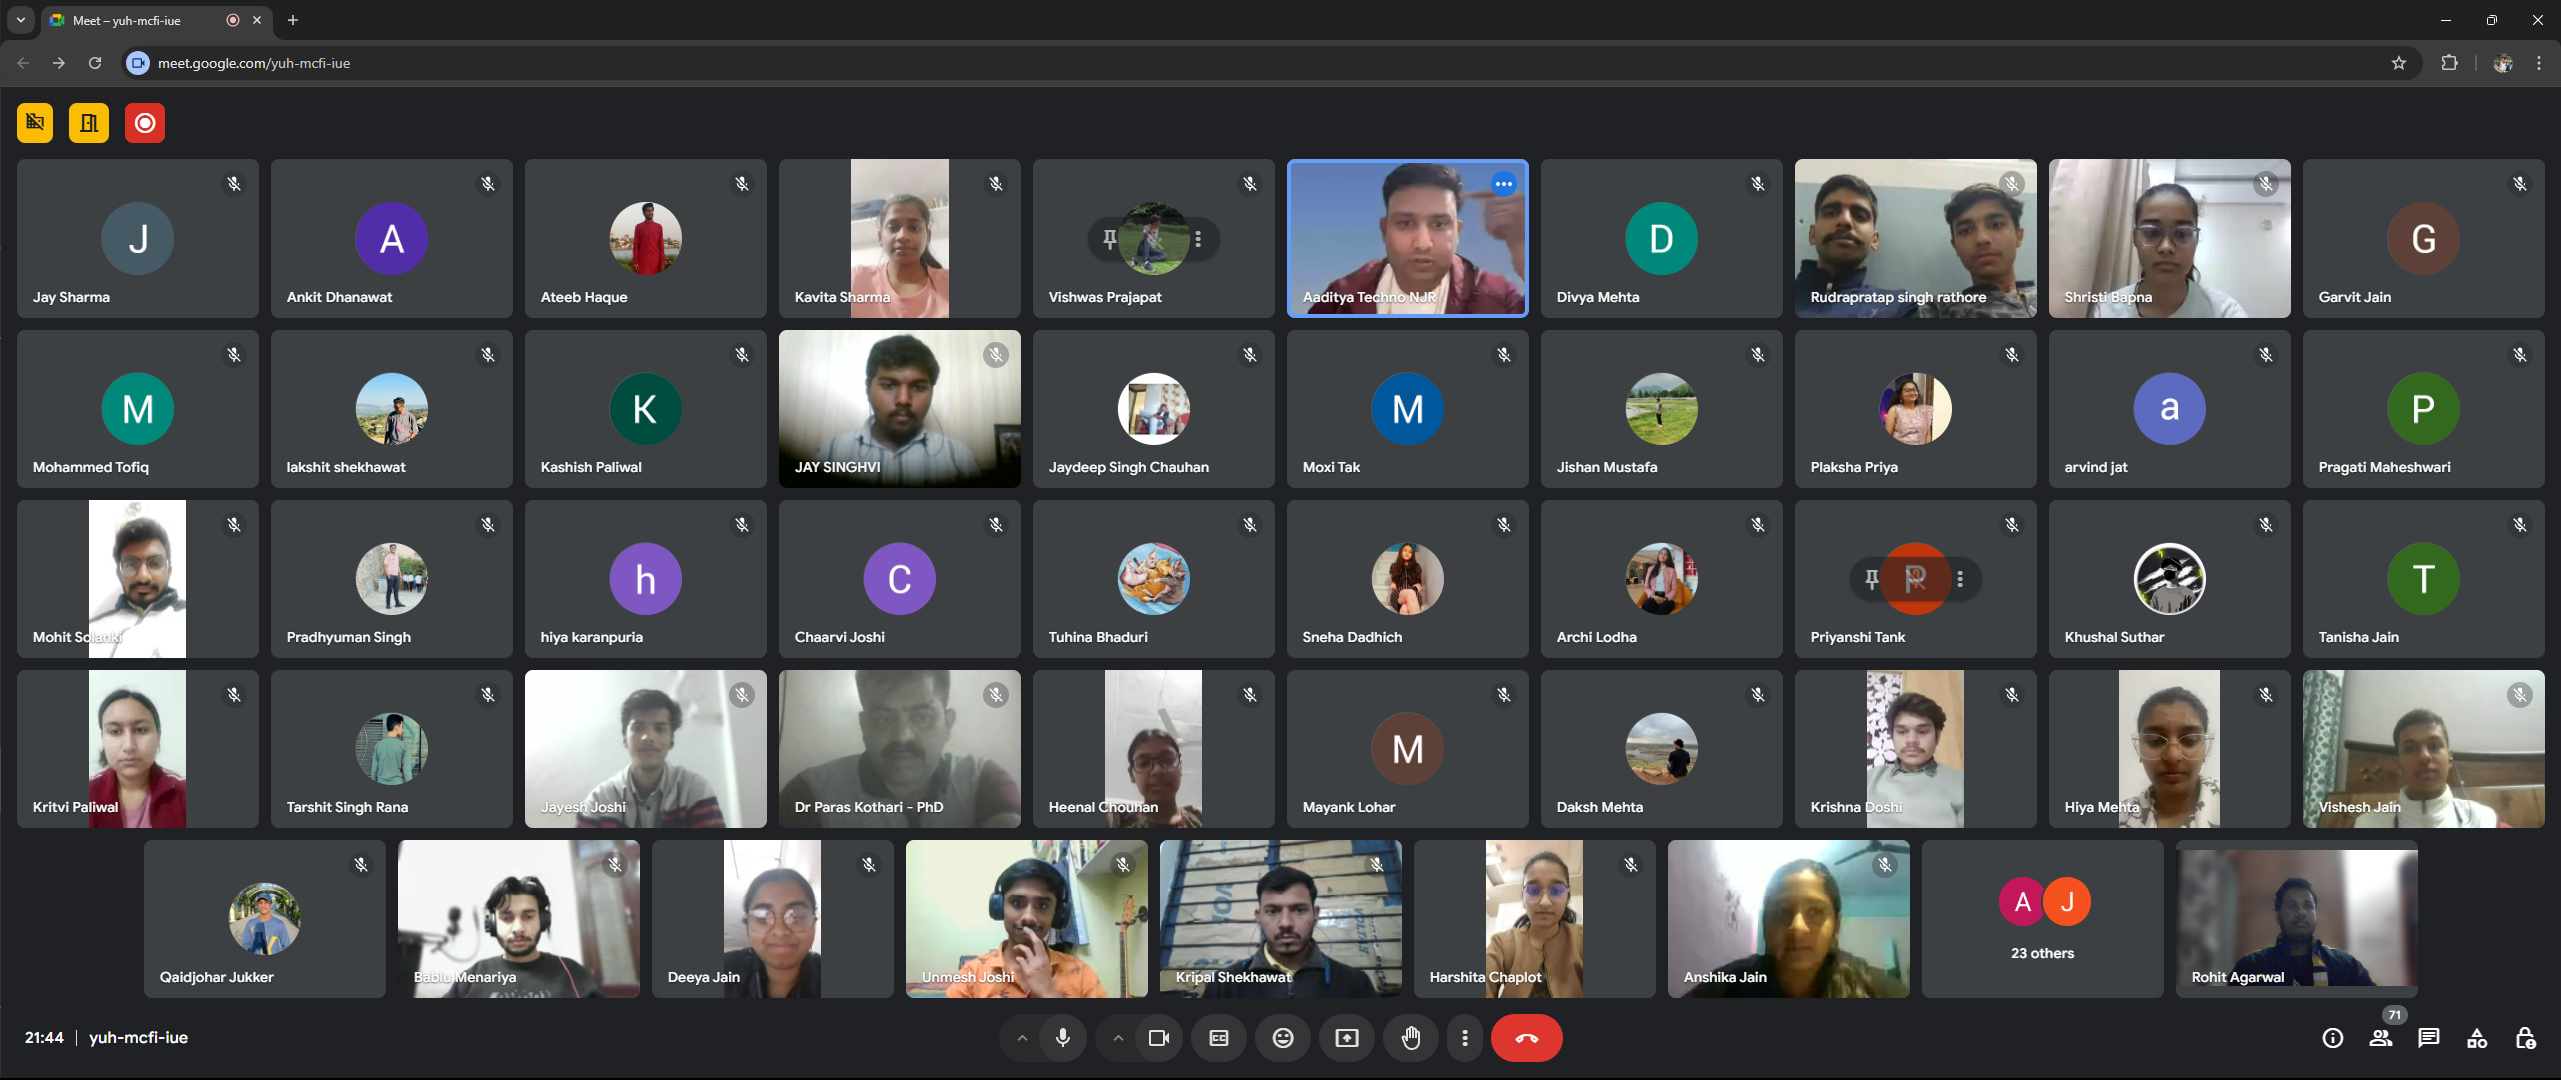 Meet – yuh-mcfi-iue
meet.google.com/yuh-mcfi-iue
J
Jay Sharma
A
Ankit Dhanawat
Ateeb Haque
Kavita Sharma
Vishwas Prajapat
Aaditya Techno NJR
D
Divya Mehta
Rudrapratap singh rathore
Shristi Bapna
G
Garvit Jain
M
Mohammed Tofiq
lakshit shekhawat
K
Kashish Paliwal
JAY SINGHVI
Jaydeep Singh Chauhan
M
Moxi Tak
Jishan Mustafa
Plaksha Priya
a
arvind jat
P
Pragati Maheshwari
Mohit Solanki
Pradhyuman Singh
h
hiya karanpuria
C
Chaarvi Joshi
Tuhina Bhaduri
Sneha Dadhich
Archi Lodha
P
Priyanshi Tank
Khushal Suthar
T
Tanisha Jain
Kritvi Paliwal
Tarshit Singh Rana
Jayesh Joshi
Dr Paras Kothari - PhD
Heenal Chouhan
M
Mayank Lohar
Daksh Mehta
Krishna Doshi
Hiya Mehta
Vishesh Jain
Qaidjohar Jukker
Bablu Menariya
Deeya Jain
Unmesh Joshi
Kripal Shekhawat
Harshita Chaplot
Anshika Jain
A J
23 others
Rohit Agarwal
21:44 | yuh-mcfi-iue
CC
71